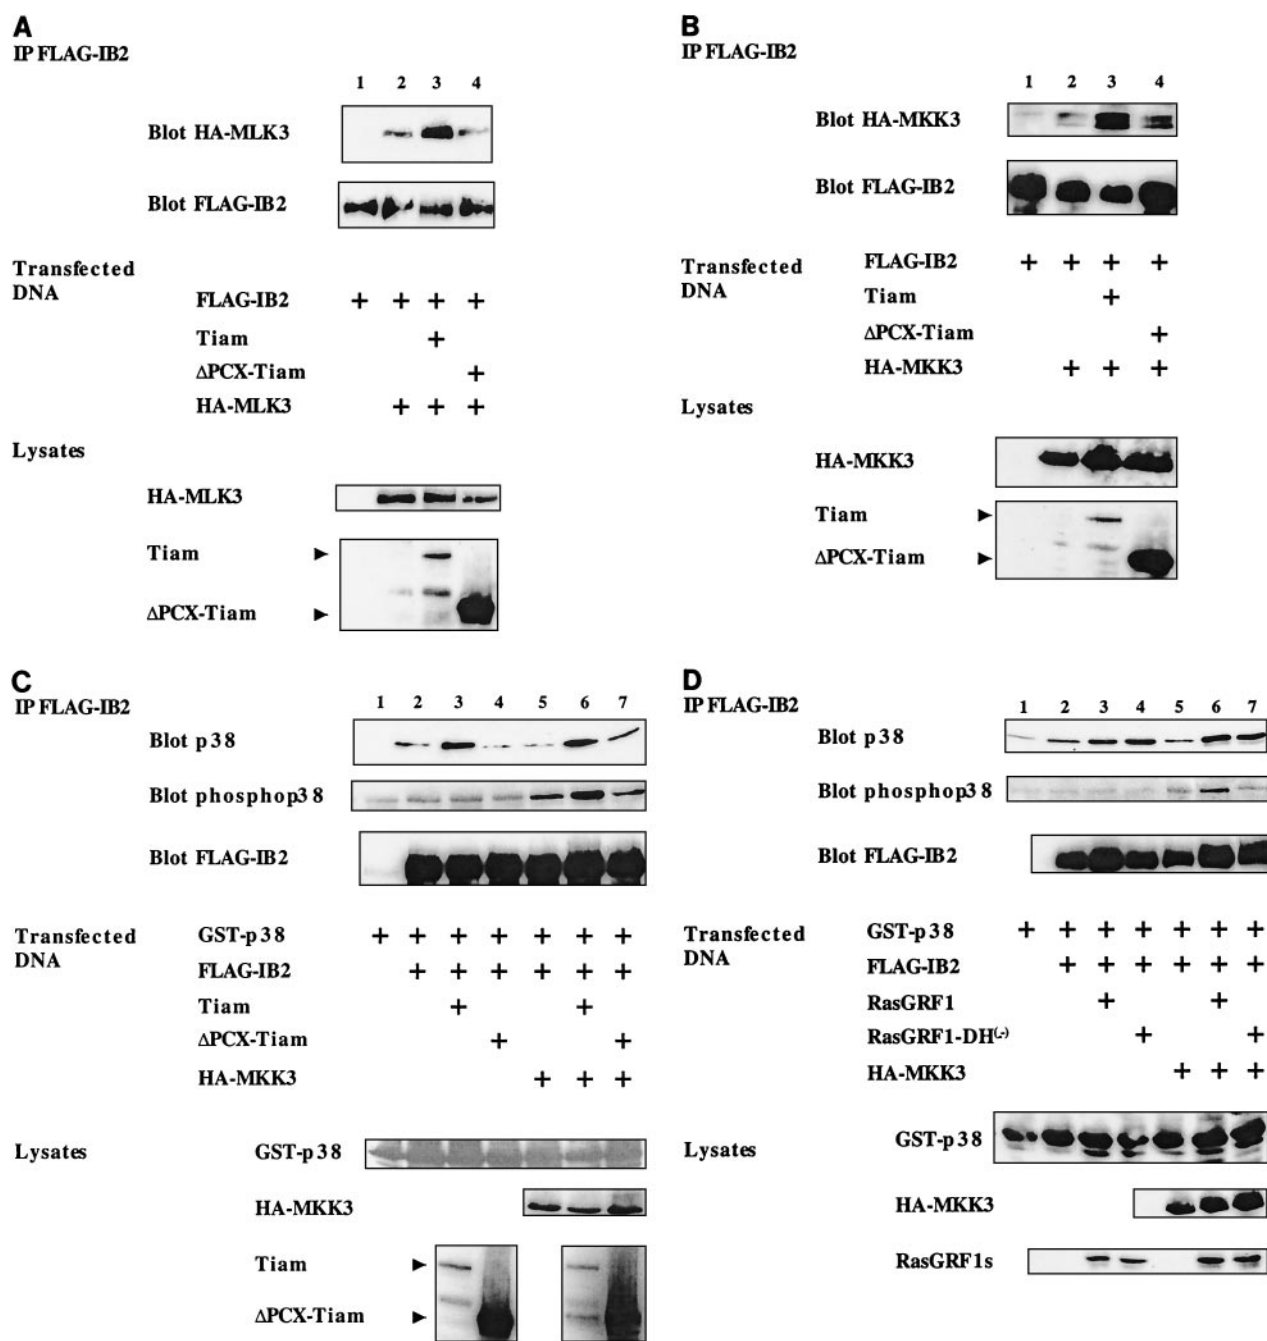 A
IP FLAG-IB2
1 2 3 4
Blot HA-MLK3
Blot FLAG-IB2
Transfected
DNA
FLAG-IB2 + + + +
Tiam +
ΔPCX-Tiam +
HA-MLK3 + + +
Lysates
HA-MLK3
Tiam
ΔPCX-Tiam
B
IP FLAG-IB2
1 2 3 4
Blot HA-MKK3
Blot FLAG-IB2
Transfected
DNA
FLAG-IB2 + + + +
Tiam +
ΔPCX-Tiam +
HA-MKK3 + + +
Lysates
HA-MKK3
Tiam
ΔPCX-Tiam
C
IP FLAG-IB2
1 2 3 4 5 6 7
Blot p38
Blot phosphop38
Blot FLAG-IB2
Transfected
DNA
GST-p38 + + + + + + +
FLAG-IB2 + + + + + +
Tiam + +
ΔPCX-Tiam + +
HA-MKK3 + + +
Lysates
GST-p38
HA-MKK3
Tiam
ΔPCX-Tiam
D
IP FLAG-IB2
1 2 3 4 5 6 7
Blot p38
Blot phosphop38
Blot FLAG-IB2
Transfected
DNA
GST-p38 + + + + + + +
FLAG-IB2 + + + + + +
RasGRF1 + +
RasGRF1-DH(-) + +
HA-MKK3 + + +
Lysates
GST-p38
HA-MKK3
RasGRF1s